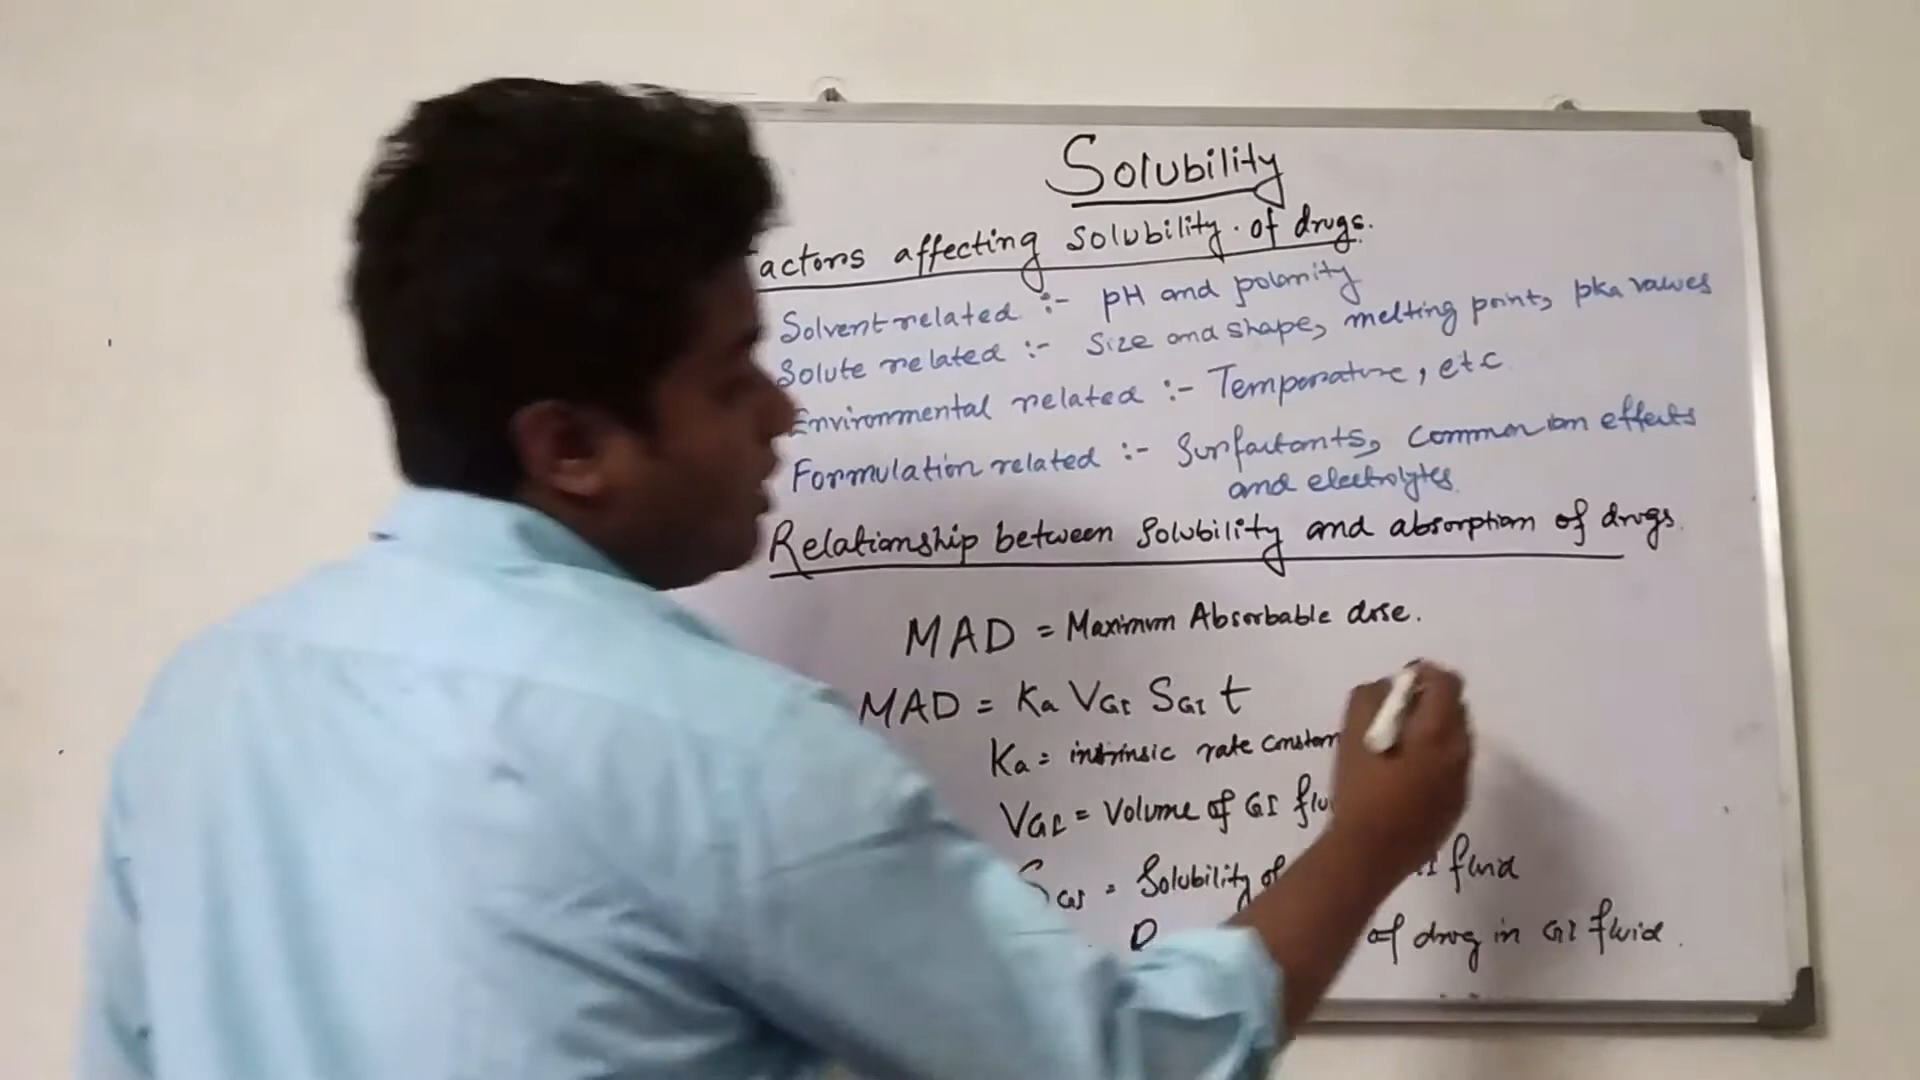 Solubility
actors affecting solubility of drugs.
Solvent related :- pH and polarity
Solute related :- Size and shape, melting point, pka values
Environmental related :- Temperature, etc
Formulation related :- Surfactants, Common ion effects
and electrolytes.
Relationship between Solubility and absorption of drugs.
MAD = Maximum Absorbable dose.
MAD = Ka VGI SGI t
Ka = intrinsic rate constan
VGI = Volume of GI flu
SGI = Solubility of I fluid
D of drug in GI fluid.